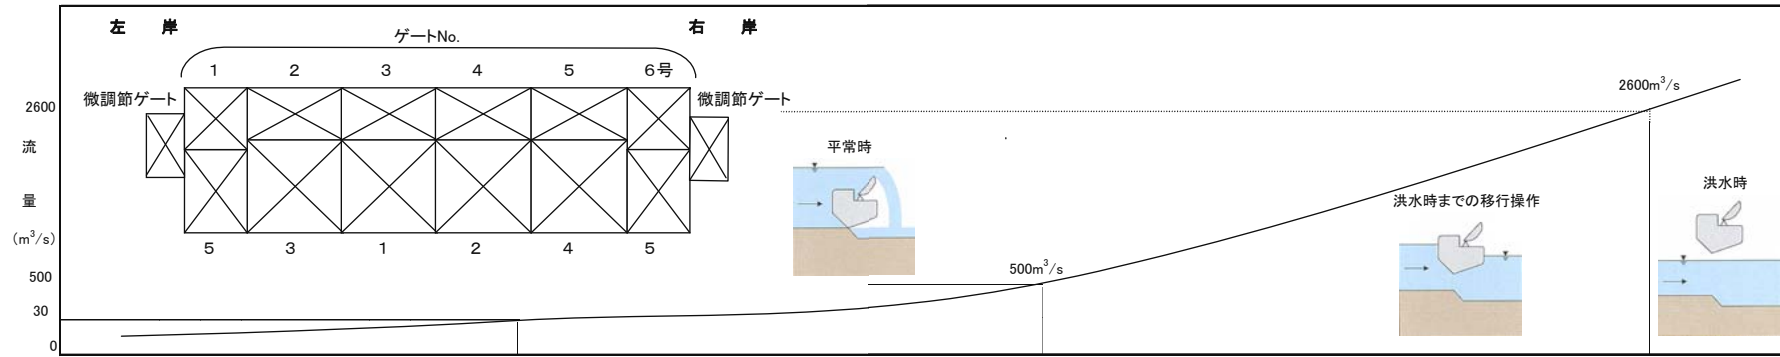 左　岸
右　岸
ゲートNo.
1 2 3 4 5 6号
微調節ゲート
微調節ゲート
5 3 1 2 4 5
2600
流
量
(m³/s)
500
30
0
平常時
500m³/s
洪水時までの移行操作
2600m³/s
洪水時